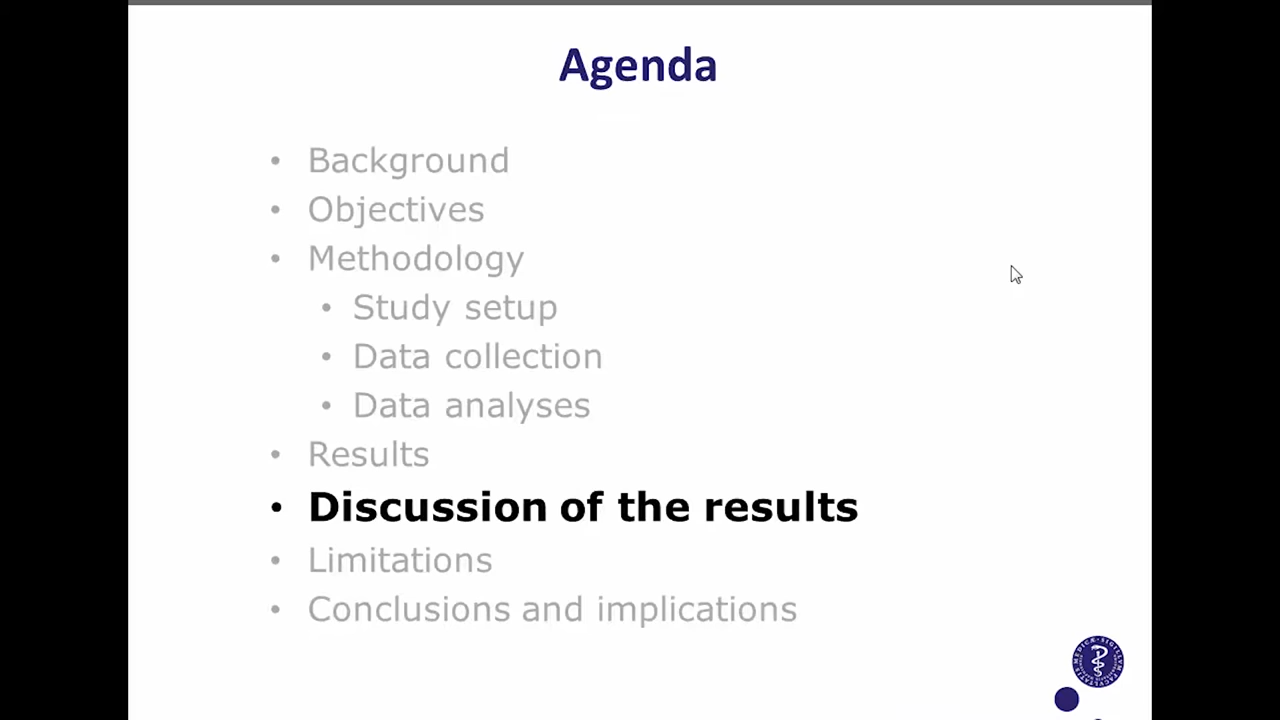 Agenda
• Background
• Objectives
• Methodology
• Study setup
• Data collection
• Data analyses
• Results
• Discussion of the results
• Limitations
• Conclusions and implications